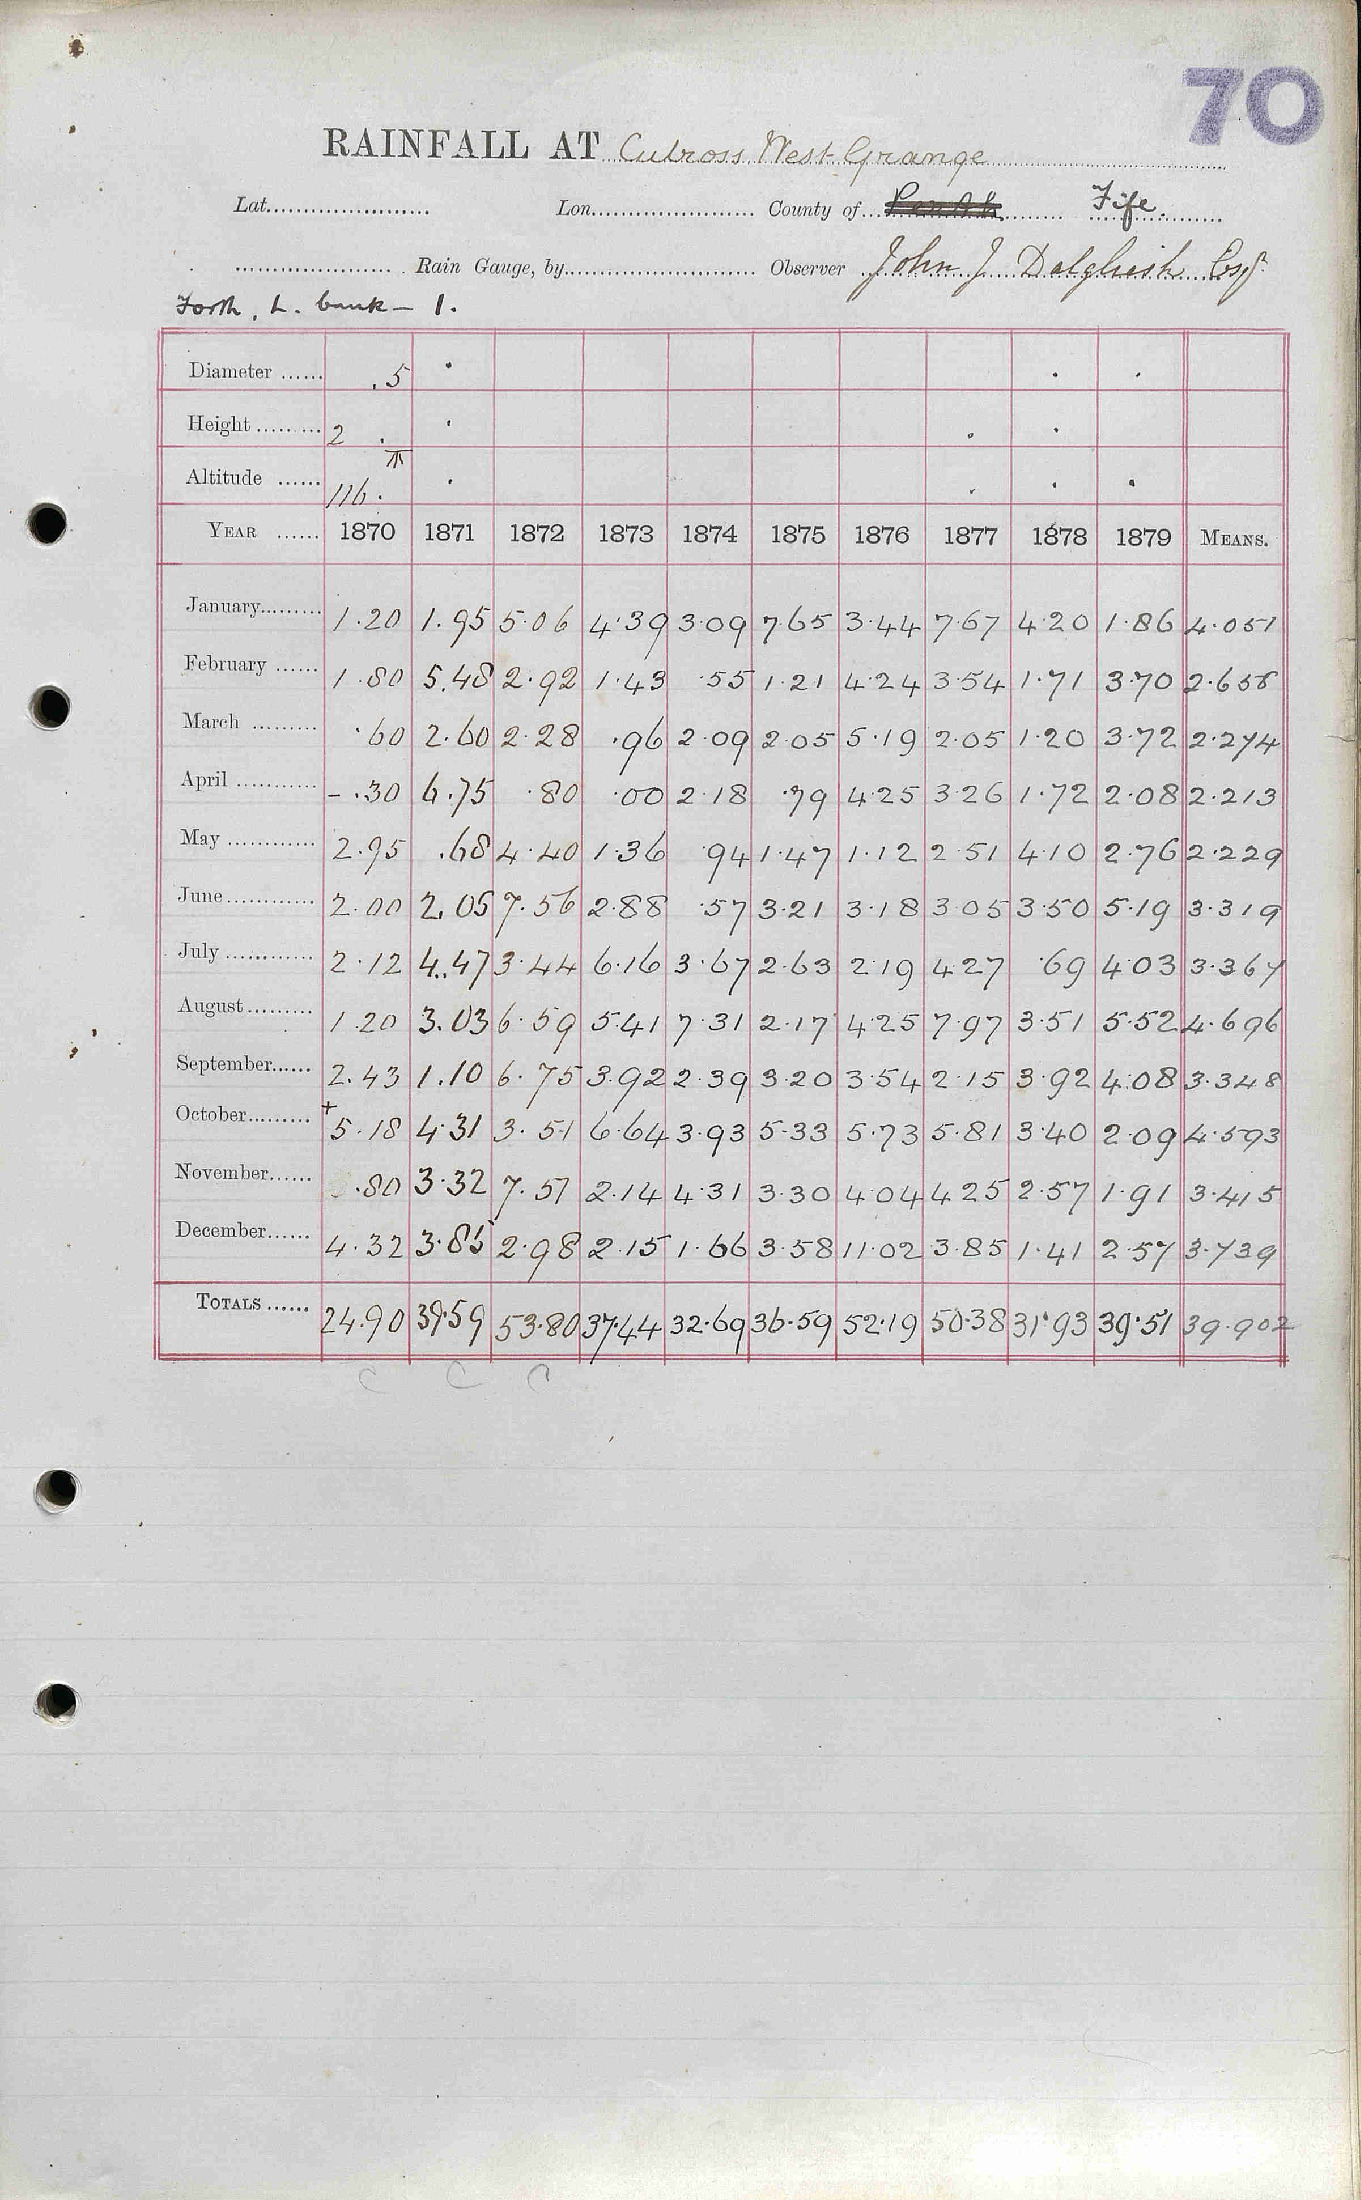 70
RAINFALL AT Culross West Grange
Lat. Lon. County of Fife.
Rain Gauge, by Observer John J Dalgliesh Esqr.
Forth, L. bank – 1.
Diameter ...... .5
Height ......... 2 .
Altitude ...... 116.
YEAR ...... 1870 1871 1872 1873 1874 1875 1876 1877 1878 1879 MEANS.
January......... 1.20 1.95 5.06 4.39 3.09 7.65 3.44 7.67 4.20 1.86 4.051
February ...... 1.80 5.48 2.92 1.43 .55 1.21 4.24 3.54 1.71 3.70 2.658
March ......... .60 2.60 2.28 .96 2.09 2.05 5.19 2.05 1.20 3.72 2.274
April ........... – .30 6.75 .80 .00 2.18 .79 4.25 3.26 1.72 2.08 2.213
May ............ 2.95 .68 4.40 1.36 .94 1.47 1.12 2.51 4.10 2.76 2.229
June............ 2.00 2.05 7.56 2.88 .57 3.21 3.18 3.05 3.50 5.19 3.319
July ............ 2.12 4.47 3.44 6.16 3.67 2.63 2.19 4.27 .69 4.03 3.367
August......... 1.20 3.03 6.59 5.41 7.31 2.17 4.25 7.97 3.51 5.52 4.696
September...... 2.43 1.10 6.75 3.92 2.39 3.20 3.54 2.15 3.92 4.08 3.348
October......... + 5.18 4.31 3.51 6.64 3.93 5.33 5.73 5.81 3.40 2.09 4.593
November...... .80 3.32 7.51 2.14 4.31 3.30 4.04 4.25 2.57 1.91 3.415
December...... 4.32 3.85 2.98 2.15 1.66 3.58 11.02 3.85 1.41 2.57 3.739
TOTALS ...... 24.90 39.59 53.80 37.44 32.69 36.59 52.19 50.38 31.93 39.51 39.902
C C C